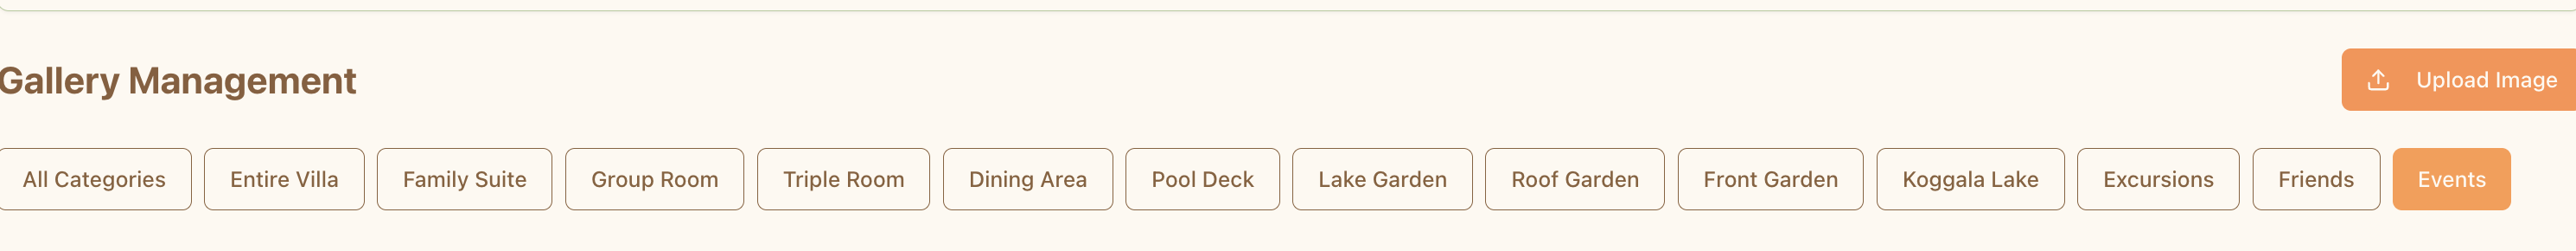 Gallery Management
Upload Image
All Categories
Entire Villa
Family Suite
Group Room
Triple Room
Dining Area
Pool Deck
Lake Garden
Roof Garden
Front Garden
Koggala Lake
Excursions
Friends
Events